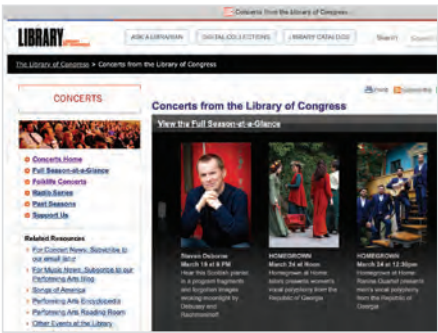 Concerts from the Library of Congress
LIBRARY
ASK A LIBRARIAN
DIGITAL COLLECTIONS
LIBRARY CATALOGS
Search
The Library of Congress > Concerts from the Library of Congress
CONCERTS
Print
Subscribe
Concerts from the Library of Congress
View the Full Season-at-a-Glance
Concerts Home
Full Season-at-a-Glance
Folklife Concerts
Radio Series
Past Seasons
Support Us
Related Resources
For Concert News, Subscribe to
our email list
For Music News, Subscribe to our
Performing Arts Blog
Songs of America
Performing Arts Encyclopedia
Performing Arts Reading Room
Other Events at the Library
Steven Osborne
March 19 at 8 PM
Hear this Scottish pianist
in a program
fragments
and forgotten images
evoking moonlight by
Debussy and
Rachmaninoff
HOMEGROWN
March 24 at Noon
Homegrown at Home
presents women's
vocal polyphony from the
Republic of Georgia
HOMEGROWN
March 24 at 12:30pm
Homegrown at Home
Quartet presents
men's vocal polyphony
from the Republic of
Georgia